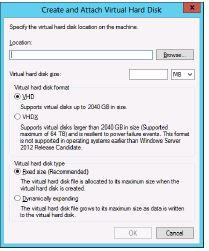 Create and Attach Virtual Hard Disk
x
Specify the virtual hard disk location on the machine.
Location:
Browse...
Virtual hard disk size:
MB
Virtual hard disk format
VHD
Supports virtual disks up to 2040 GB in size.
VHDX
Supports virtual disks larger than 2040 GB in size (Supported
maximum of 64 TB) and is resilient to power failure events. This format
is not supported in operating systems earlier than Windows Server
2012 Release Candidate.
Virtual hard disk type
Fixed size (Recommended)
The virtual hard disk file is allocated to its maximum size when the
virtual hard disk is created.
Dynamically expanding
The virtual hard disk file grows to its maximum size as data is written
to the virtual hard disk.
OK
Cancel